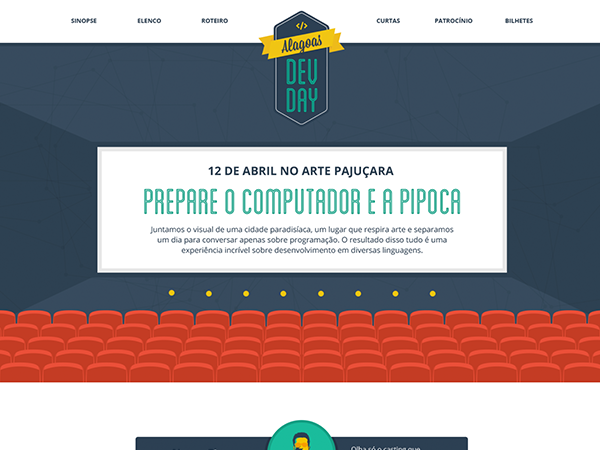 SINOPSE ELENCO ROTEIRO CURTAS PATROCÍNIO BILHETES
</>
Alagoas
DEV
DAY
12 DE ABRIL NO ARTE PAJUÇARA
PREPARE O COMPUTADOR E A PIPOCA
Juntamos o visual de uma cidade paradisíaca, um lugar que respira arte e separamos
um dia para conversar apenas sobre programação. O resultado disso tudo é uma
experiência incrível sobre desenvolvimento em diversas linguagens.
Olha só o casting que